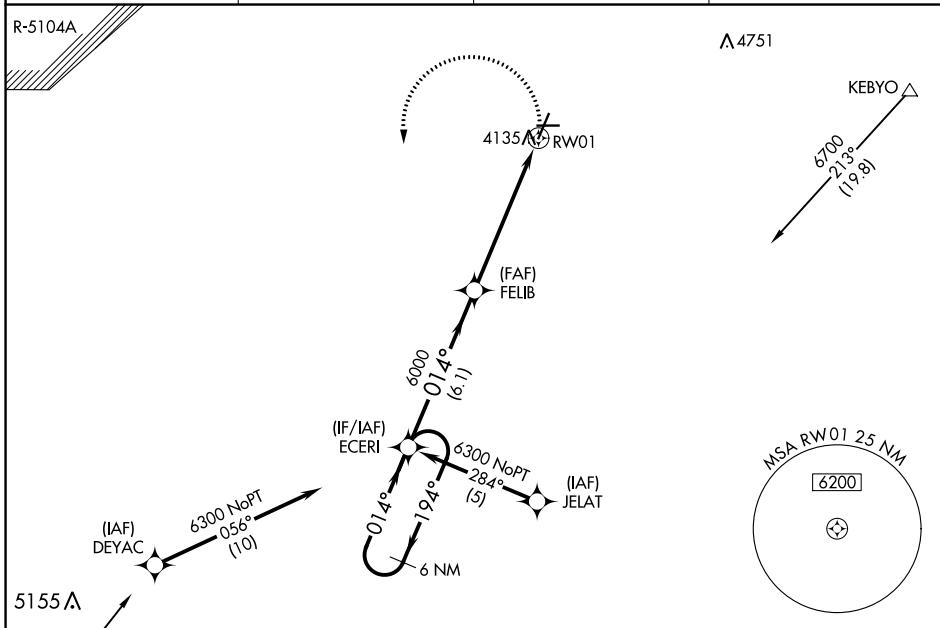 R-5104A
4751
KEBYO
6700
213°
(19.8)
4135
RW01
(FAF)
FELIB
6000
014°
(6.1)
(IF/IAF)
ECERI
6300 NoPT
284°
(5)
(IAF)
JELAT
014°
194°
6 NM
(IAF)
DEYAC
6300 NoPT
056°
(10)
5155
MSA RW01 25 NM
6200